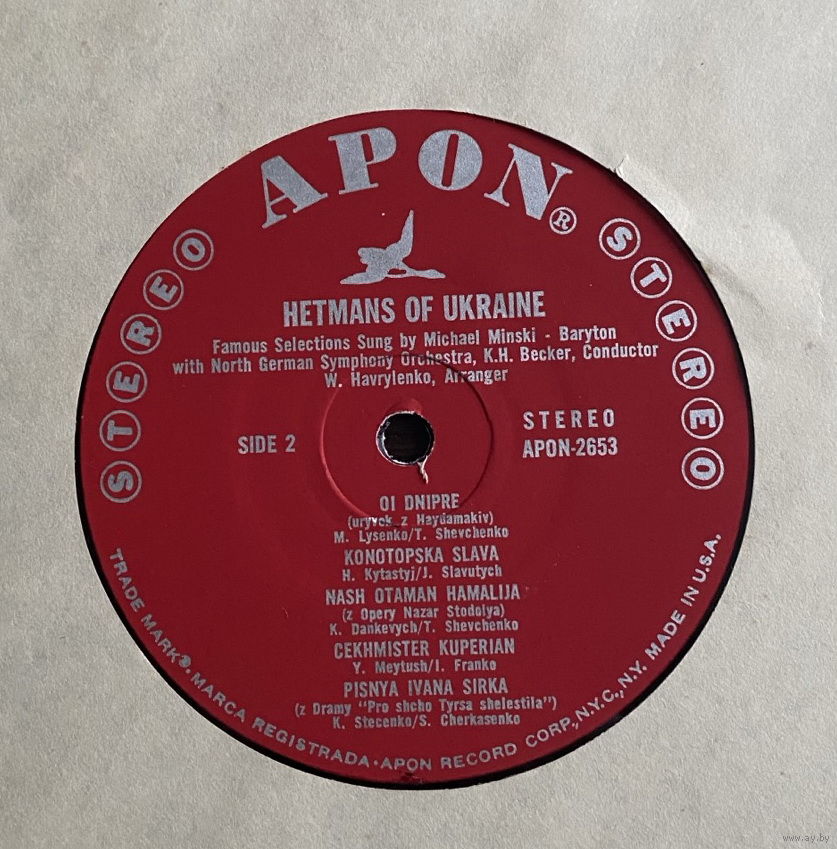 APON®
STEREO
STEREO
HETMANS OF UKRAINE
Famous Selections Sung by Michael Minski - Baryton
with North German Symphony Orchestra, K.H. Becker, Conductor
W. Havrylenko, Arranger
SIDE 2
STEREO
APON-2653
OI DNIPRE
(uryvok z Haydamakiv)
M. Lysenko/T. Shevchenko
KONOTOPSKA SLAVA
H. Kytastyj/J. Slavutych
NASH OTAMAN HAMALIJA
(z Opery Nazar Stodolya)
K. Dankevych/T. Shevchenko
CEKHMISTER KUPERIAN
Y. Meytush/I. Franko
PISNYA IVANA SIRKA
(z Dramy "Pro shcho Tyrsa shelestila")
K. Stecenko/S. Cherkasenko
TRADE MARK®·MARCA REGISTRADA·APON RECORD CORP., N.Y.C., N.Y. MADE IN U.S.A.
www.ay.by